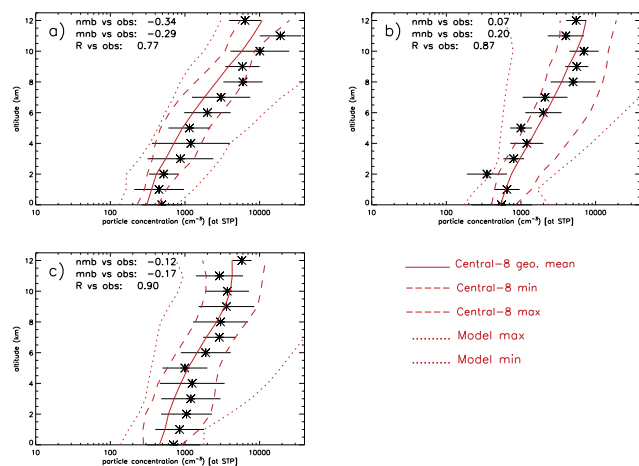 a)
nmb vs obs: -0.34
mnb vs obs: -0.29
R vs obs: 0.77
altitude (km)
12
10
8
6
4
2
0
10 100 1000 10000
particle concentration (cm⁻³) [at STP]
b)
nmb vs obs: 0.07
mnb vs obs: 0.20
R vs obs: 0.87
altitude (km)
12
10
8
6
4
2
0
10 100 1000 10000
particle concentration (cm⁻³) [at STP]
c)
nmb vs obs: -0.12
mnb vs obs: -0.17
R vs obs: 0.90
altitude (km)
12
10
8
6
4
2
0
10 100 1000 10000
particle concentration (cm⁻³) [at STP]
Central-8 geo. mean
Central-8 min
Central-8 max
Model max
Model min